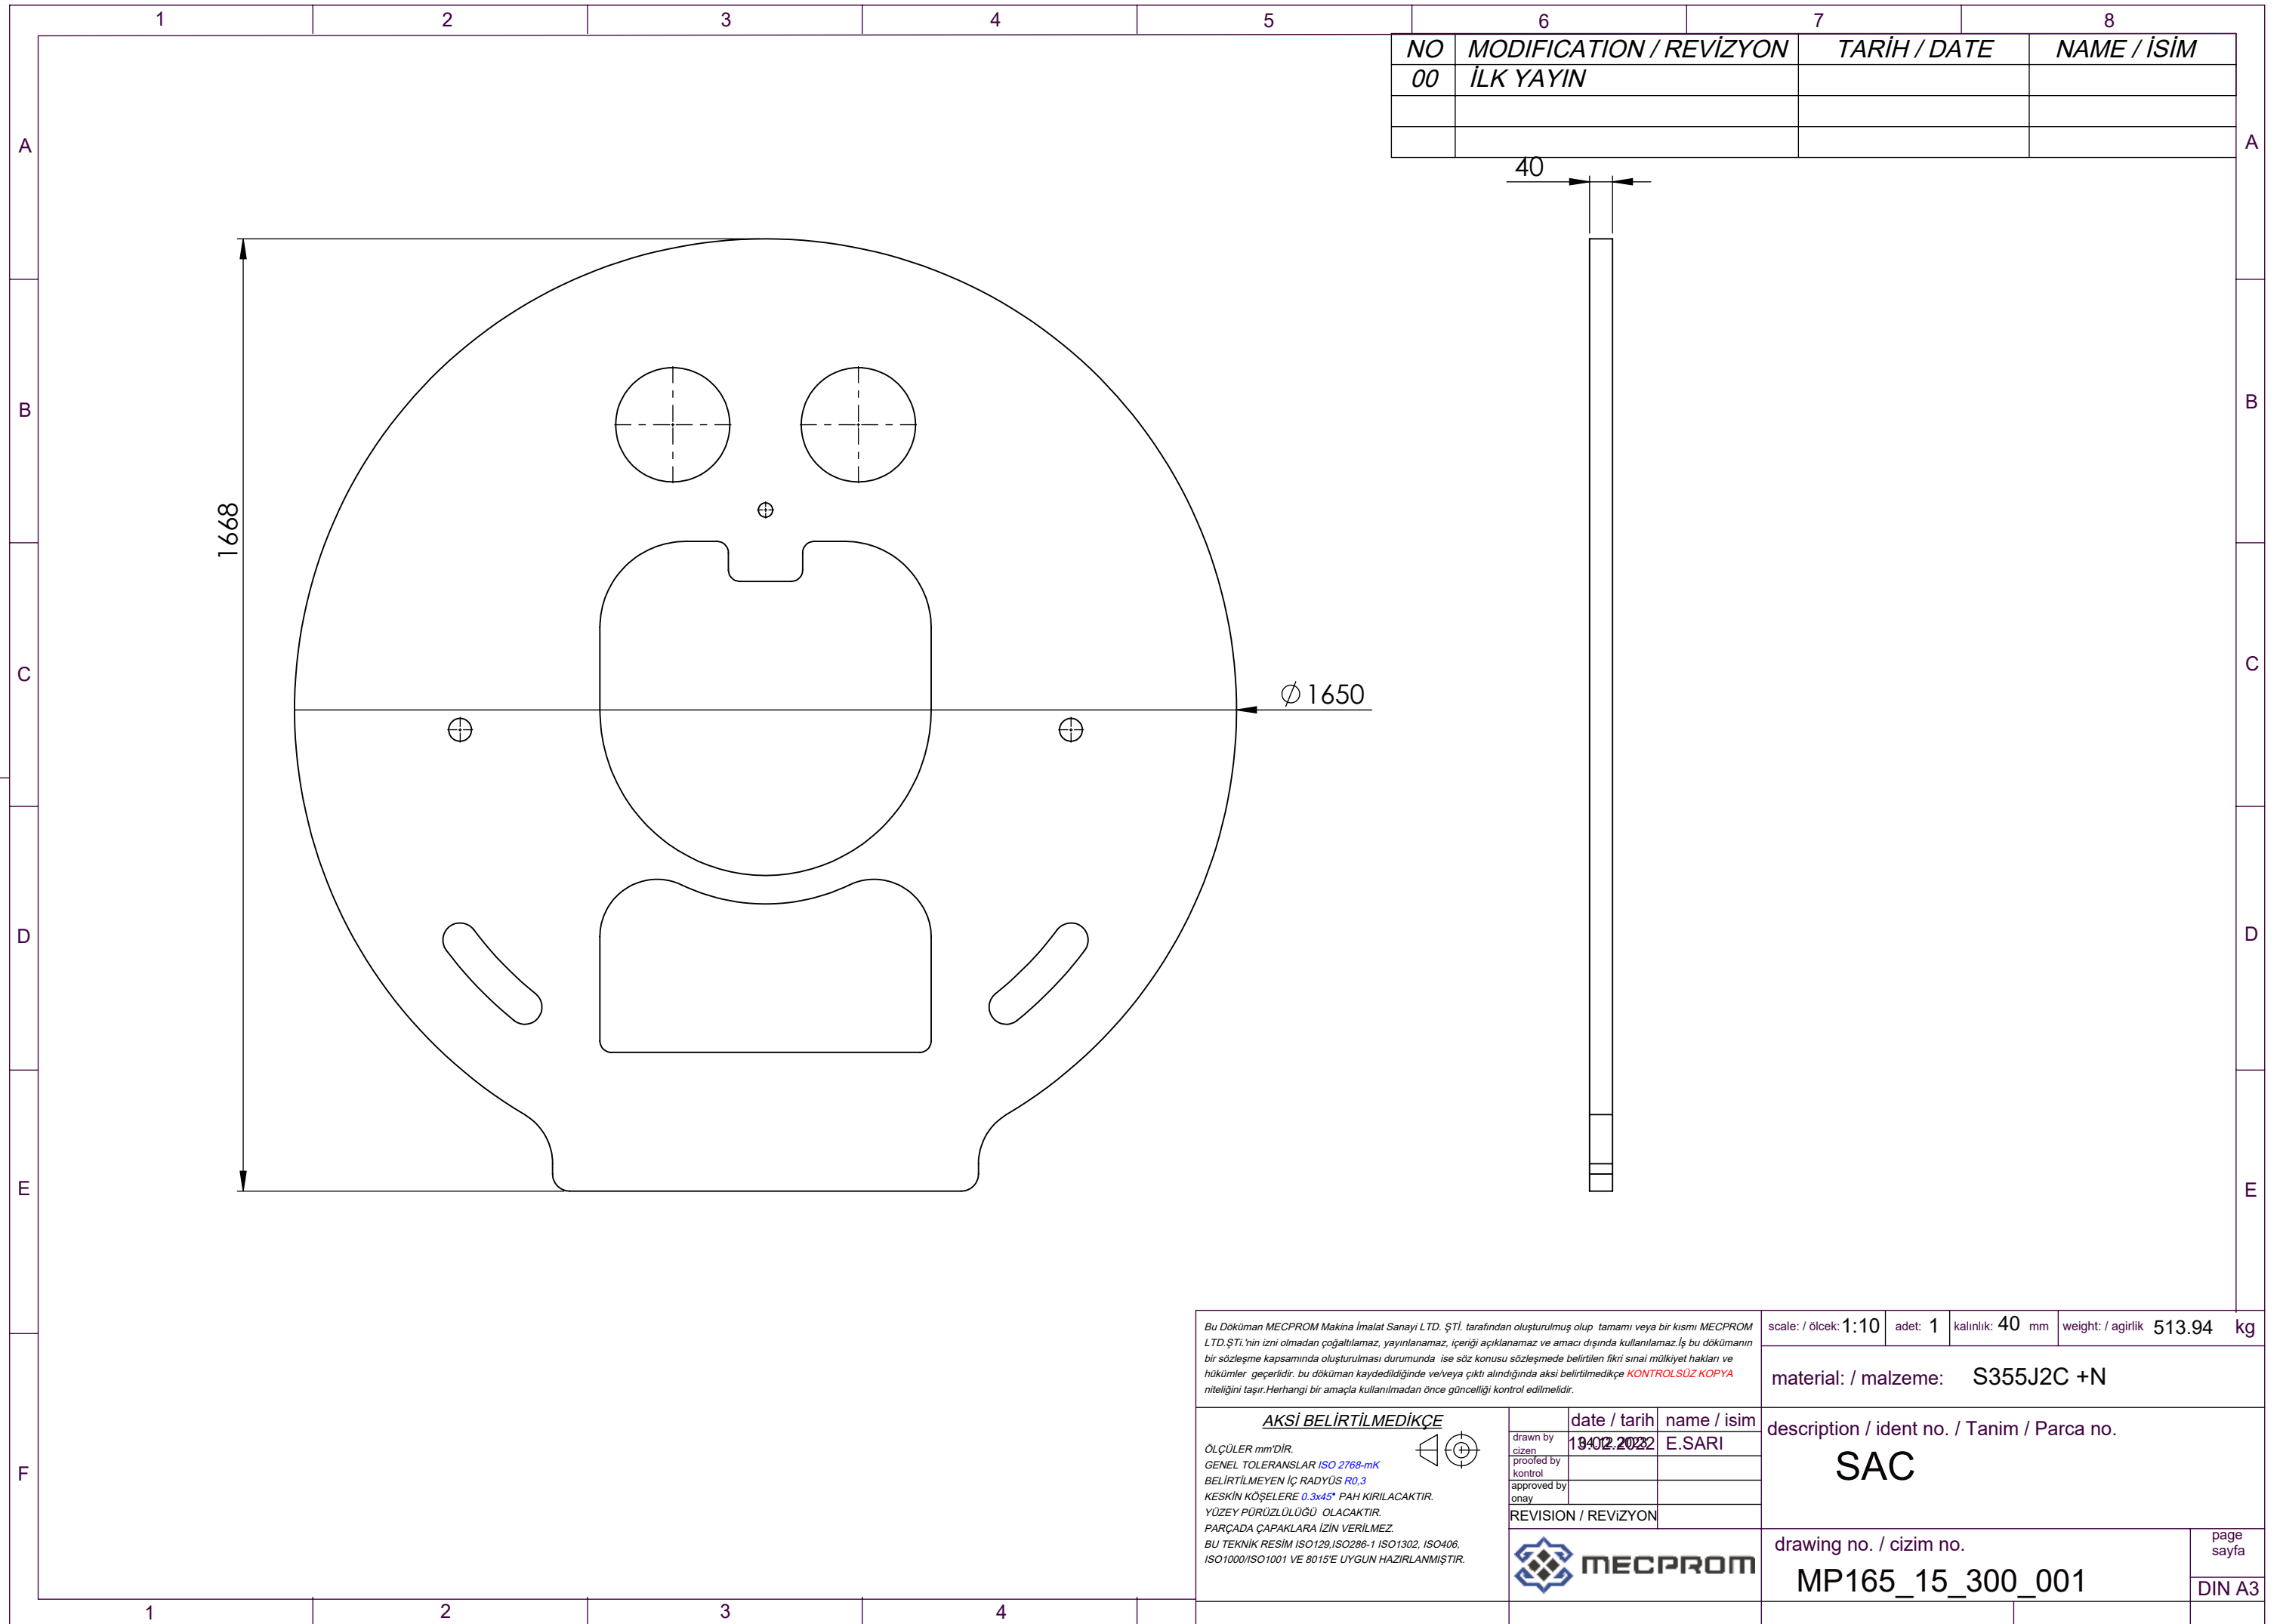 1 2 3 4 5 6 7 8
NO MODIFICATION / REVİZYON TARİH / DATE NAME / İSİM
00 İLK YAYIN
A A
40
B B
1668
C C
Ø1650
D D
E E
Bu Döküman MECPROM Makina İmalat Sanayi LTD. ŞTİ. tarafından oluşturulmuş olup tamamı veya bir kısmı MECPROM
LTD.ŞTi.'nin izni olmadan çoğaltılamaz, yayınlanamaz, içeriği açıklanamaz ve amacı dışında kullanılamaz.İş bu dökümanın
bir sözleşme kapsamında oluşturulması durumunda ise söz konusu sözleşmede belirtilen fikri sınai mülkiyet hakları ve
hükümler geçerlidir. bu döküman kaydedildiğinde ve/veya çıktı alındığında aksi belirtilmedikçe KONTROLSÜZ KOPYA
niteliğini taşır.Herhangi bir amaçla kullanılmadan önce güncelliği kontrol edilmelidir.
scale: / ölcek: 1:10 adet: 1 kalınlık: 40 mm weight: / agirlik 513.94 kg
material: / malzeme: S355J2C +N
AKSİ BELİRTİLMEDİKÇE
ÖLÇÜLER mm'DİR.
GENEL TOLERANSLAR ISO 2768-mK
BELİRTİLMEYEN İÇ RADYÜS R0,3
KESKİN KÖŞELERE 0.3x45° PAH KIRILACAKTIR.
YÜZEY PÜRÜZLÜLÜĞÜ OLACAKTIR.
PARÇADA ÇAPAKLARA İZİN VERİLMEZ.
BU TEKNİK RESİM ISO129,ISO286-1 ISO1302, ISO406,
ISO1000/ISO1001 VE 8015'E UYGUN HAZIRLANMIŞTIR.
date / tarih name / isim
drawn by
cizen
E.SARI
proofed by
kontrol
approved by
onay
REVISION / REViZYON
MECPROM
description / ident no. / Tanim / Parca no.
SAC
F F
drawing no. / cizim no.
MP165_15_300_001
page
sayfa
DIN A3
1 2 3 4